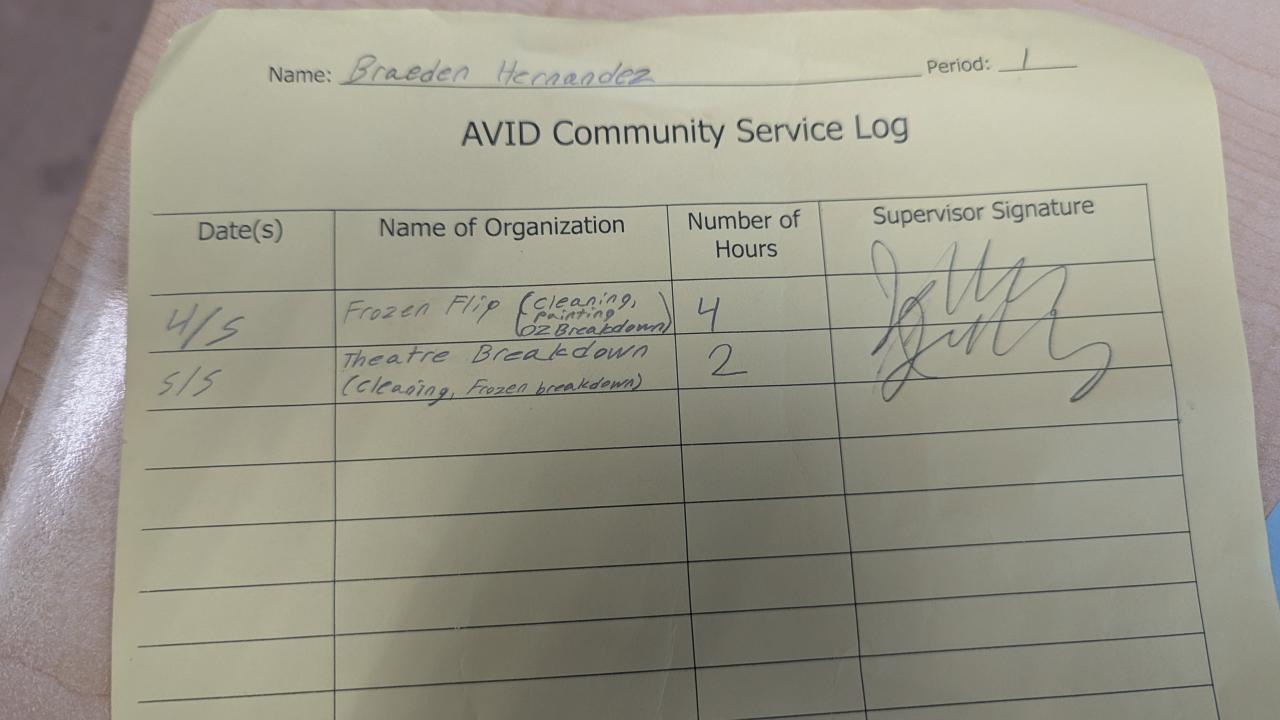 Name: Braeden Hernandez Period: 1
AVID Community Service Log
Date(s) Name of Organization Number of Hours Supervisor Signature
4/5 Frozen Flip (Cleaning, painting OZ Breakdown) 4
5/5 Theatre Breakdown (Cleaning, Frozen breakdown) 2